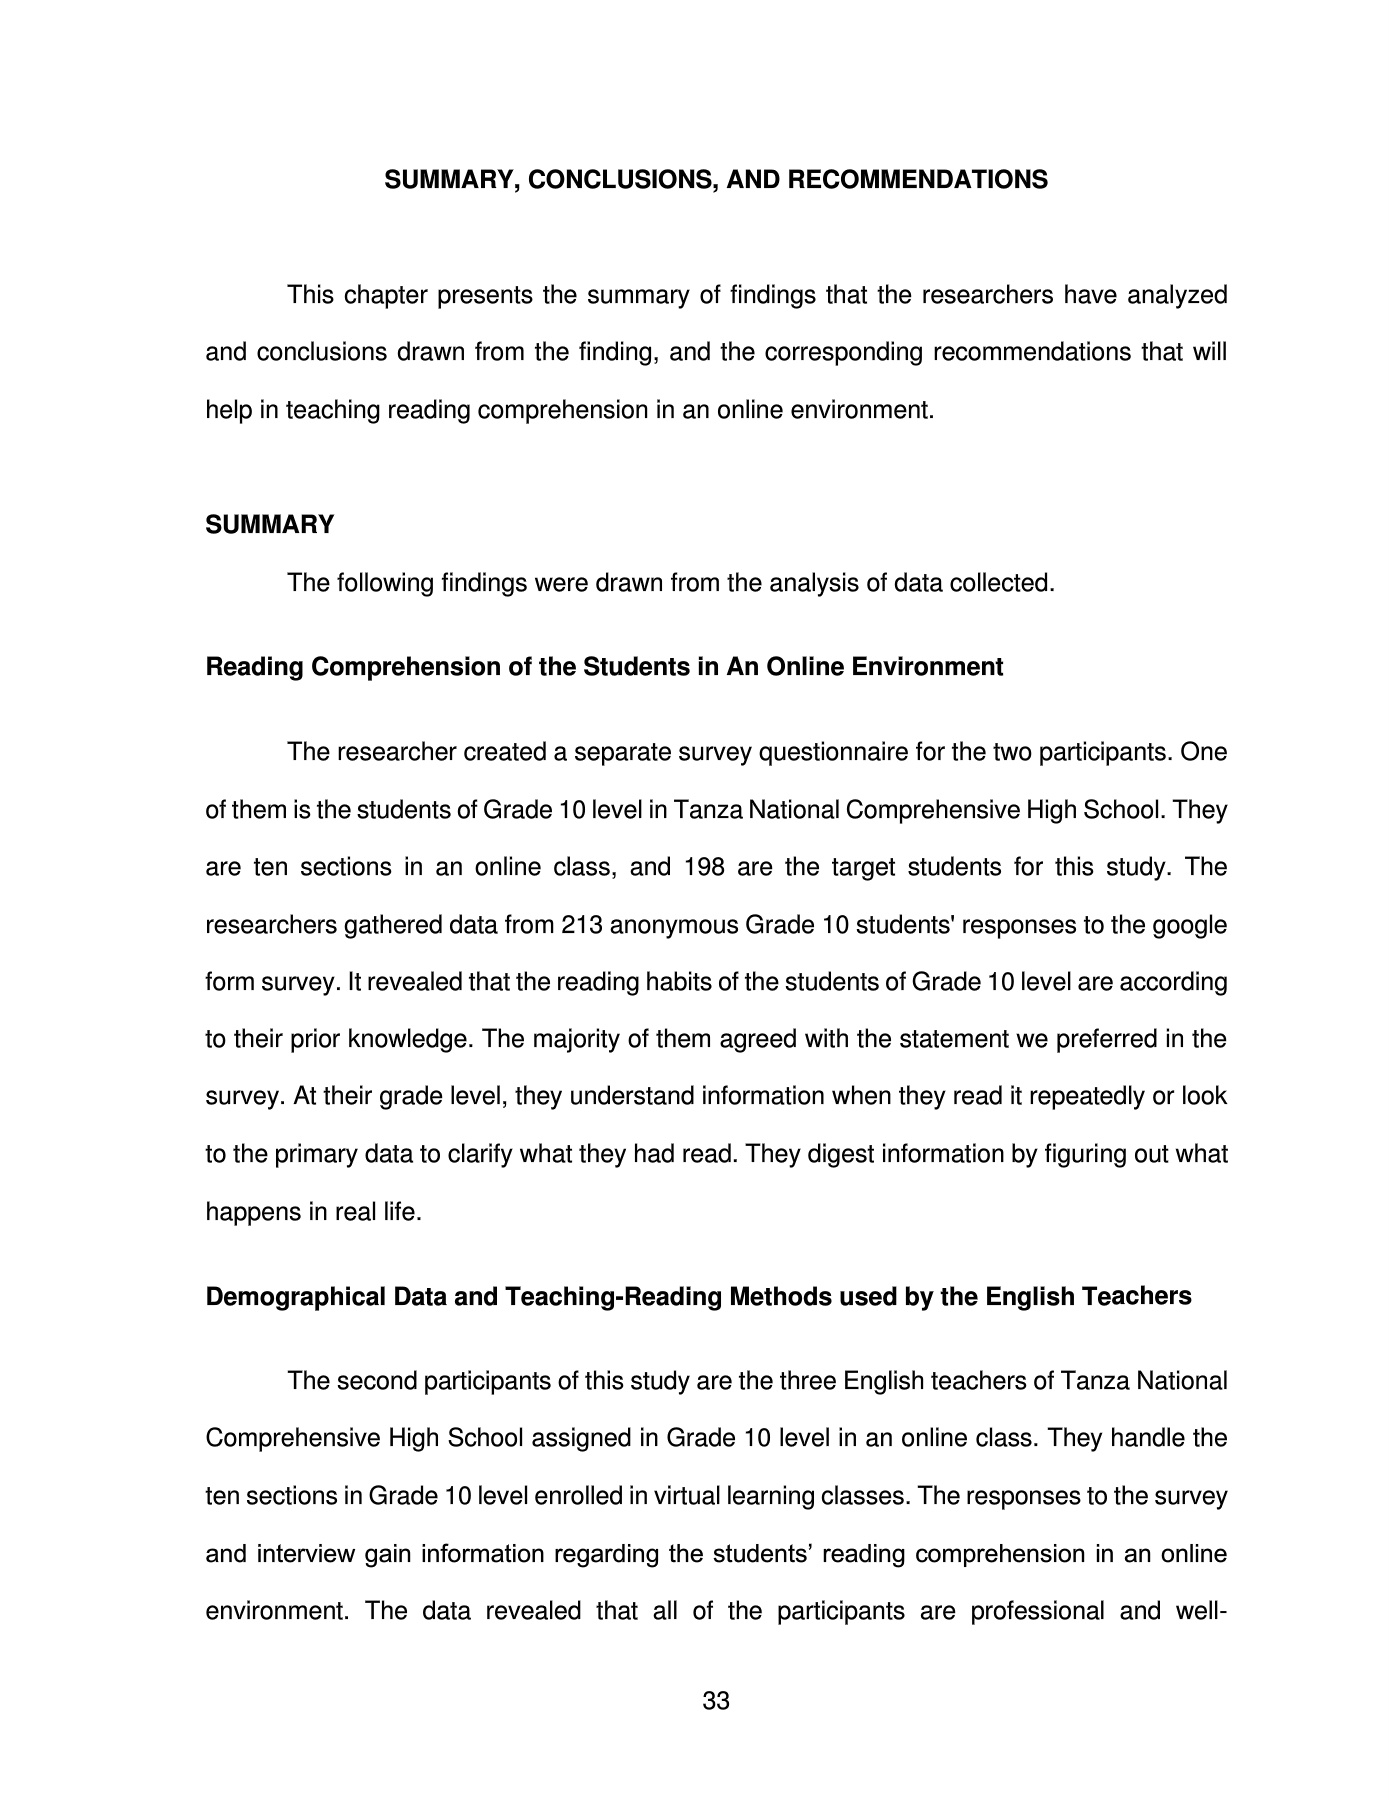 SUMMARY, CONCLUSIONS, AND RECOMMENDATIONS
This chapter presents the summary of findings that the researchers have analyzed
and conclusions drawn from the finding, and the corresponding recommendations that will
help in teaching reading comprehension in an online environment.
SUMMARY
The following findings were drawn from the analysis of data collected.
Reading Comprehension of the Students in An Online Environment
The researcher created a separate survey questionnaire for the two participants. One
of them is the students of Grade 10 level in Tanza National Comprehensive High School. They
are ten sections in an online class, and 198 are the target students for this study. The
researchers gathered data from 213 anonymous Grade 10 students' responses to the google
form survey. It revealed that the reading habits of the students of Grade 10 level are according
to their prior knowledge. The majority of them agreed with the statement we preferred in the
survey. At their grade level, they understand information when they read it repeatedly or look
to the primary data to clarify what they had read. They digest information by figuring out what
happens in real life.
Demographical Data and Teaching-Reading Methods used by the English Teachers
The second participants of this study are the three English teachers of Tanza National
Comprehensive High School assigned in Grade 10 level in an online class. They handle the
ten sections in Grade 10 level enrolled in virtual learning classes. The responses to the survey
and interview gain information regarding the students’ reading comprehension in an online
environment. The data revealed that all of the participants are professional and well-
33